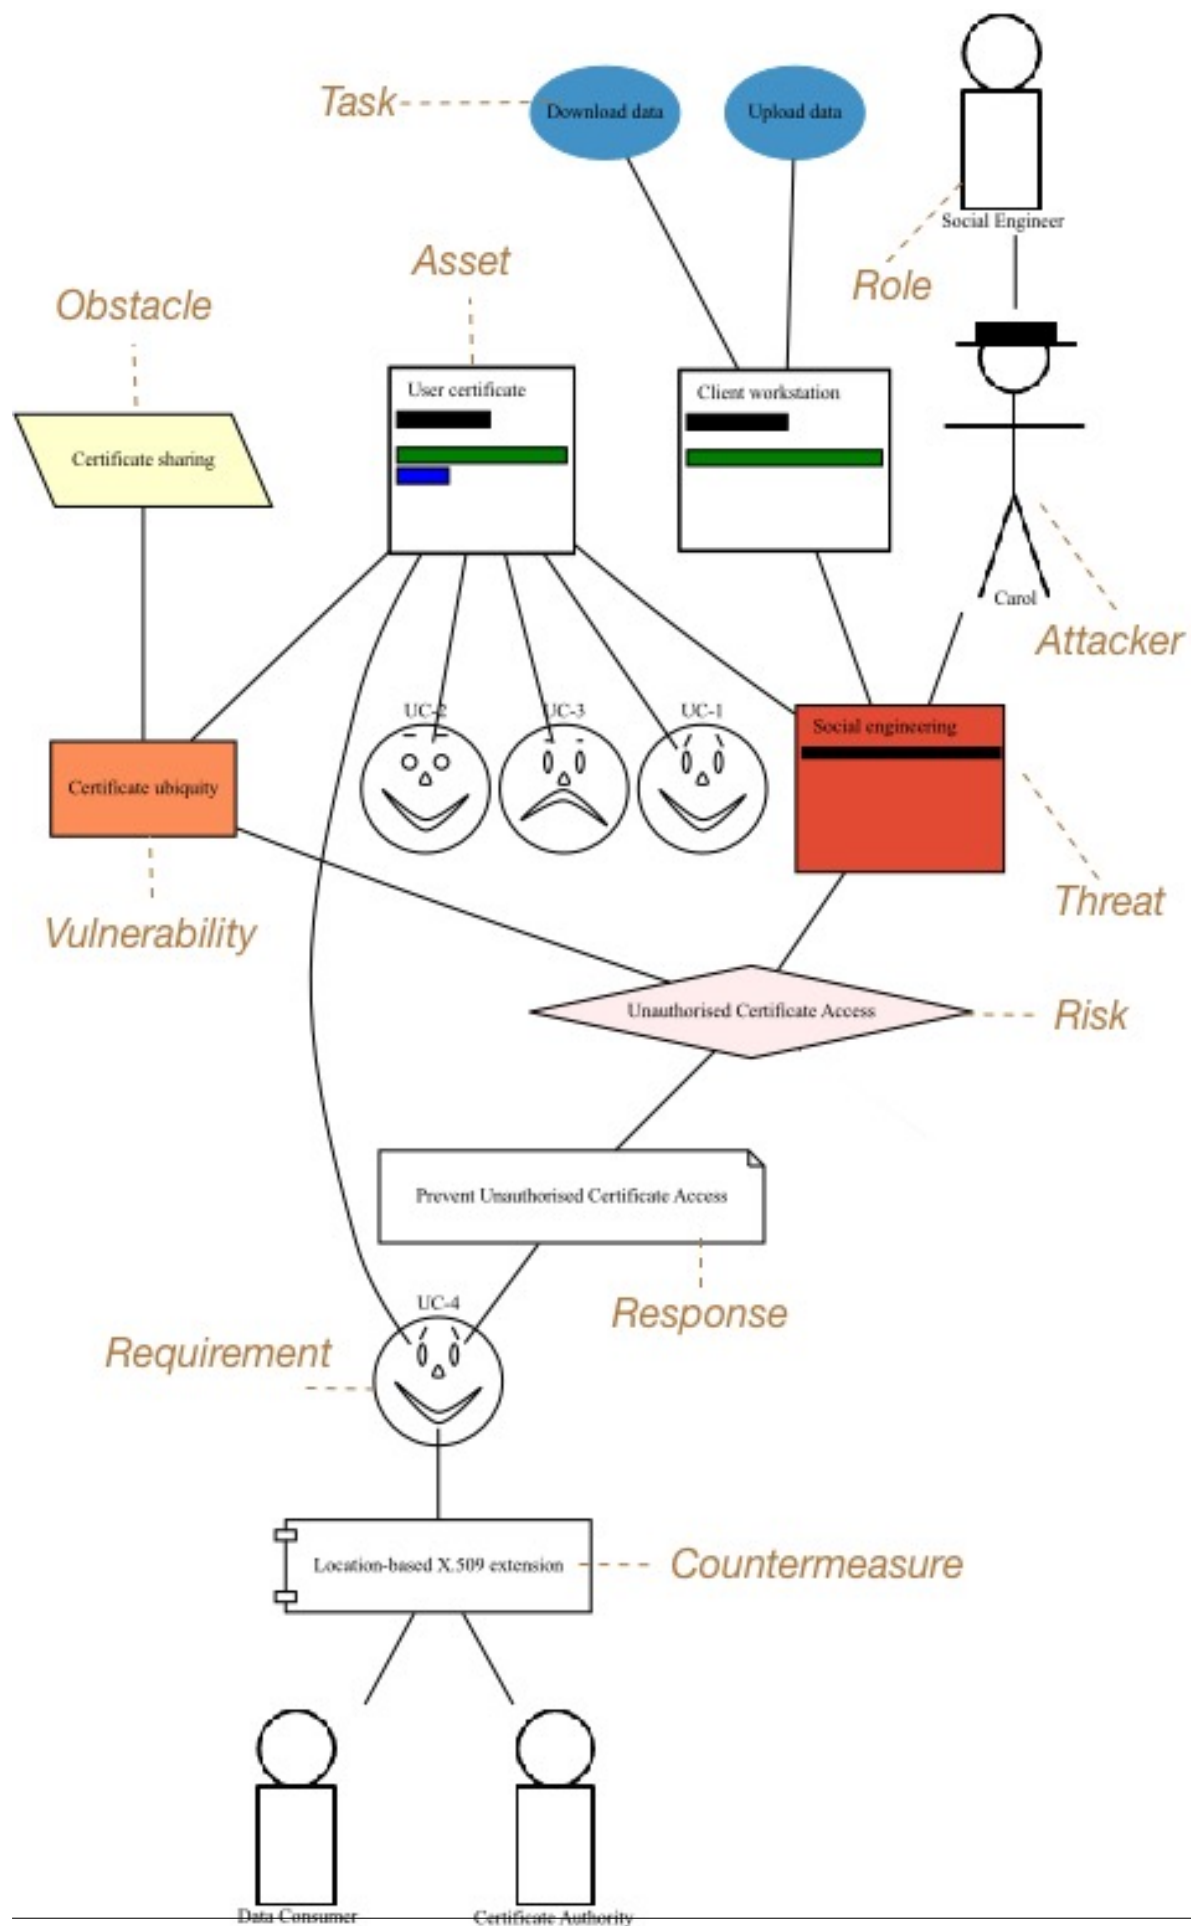 Task
Download data
Upload data
Social Engineer
Role
Asset
Obstacle
User certificate
Client workstation
Certificate sharing
Carol
Attacker
UC-2
UC-3
UC-1
Social engineering
Certificate ubiquity
Threat
Vulnerability
Unauthorised Certificate Access
Risk
Prevent Unauthorised Certificate Access
Response
UC-4
Requirement
Location-based X.509 extension
Countermeasure
Data Consumer
Certificate Authority